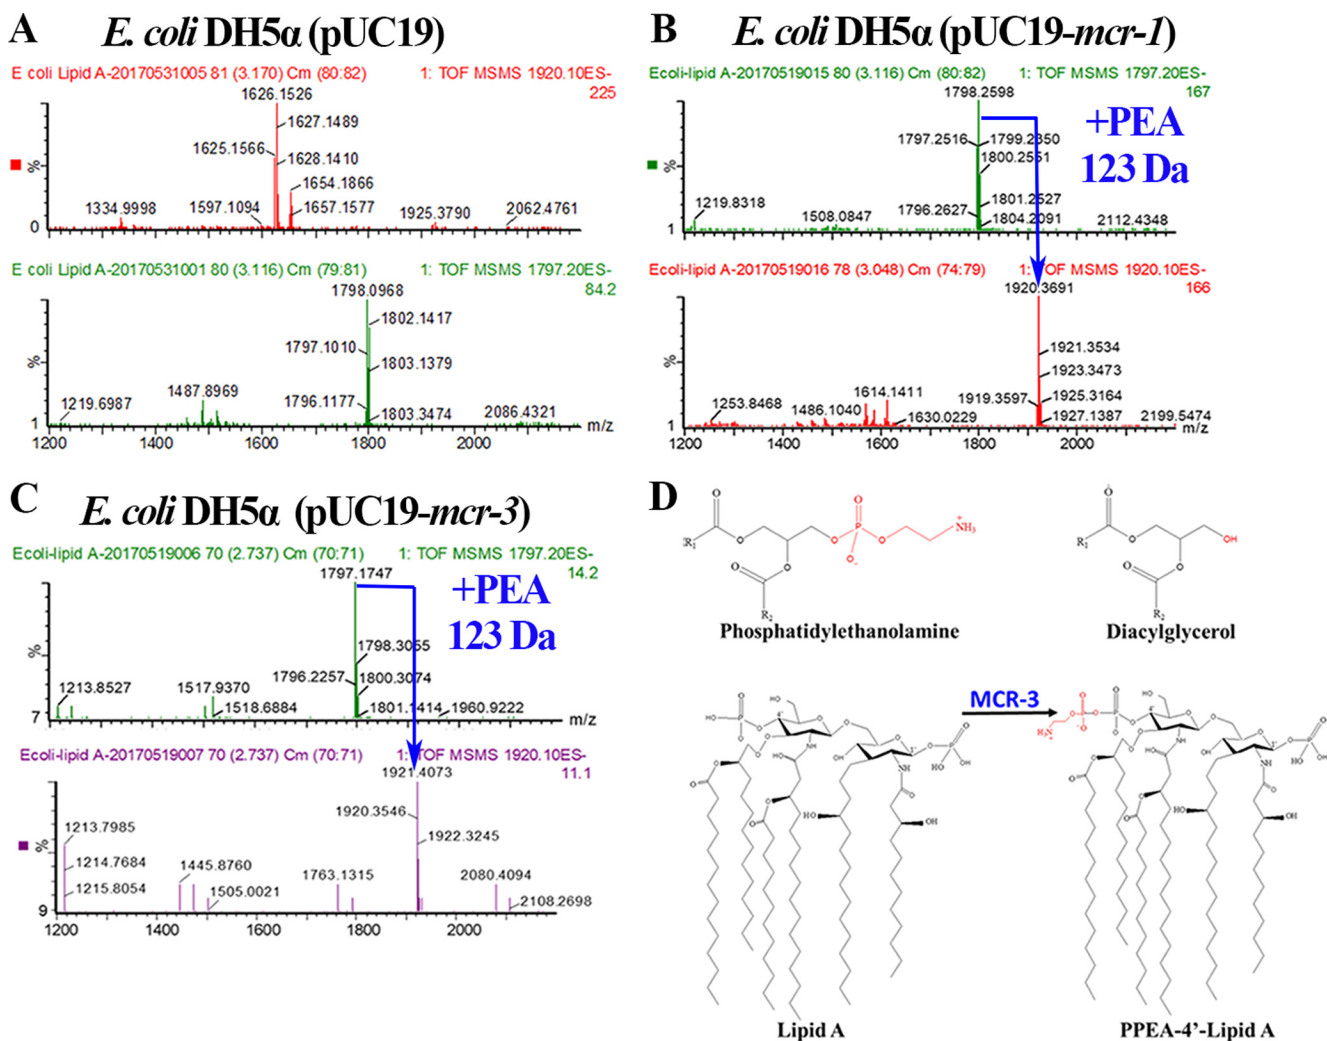 A E. coli DH5α (pUC19)
E coli Lipid A-20170531005 81 (3.170) Cm (80:82) 1: TOF MSMS 1920.10ES-
225
1626.1526
1627.1489
1625.1566
1628.1410
1654.1866
1334.9998 1597.1094 1657.1577 1925.3790 2062.4761
%
0
E coli Lipid A-20170531001 80 (3.116) Cm (79:81) 1: TOF MSMS 1797.20ES-
84.2
1798.0968
1802.1417
1797.1010
1803.1379
1487.8969
1219.6987 1796.1177 1803.3474 2086.4321
%
1
m/z
1200 1400 1600 1800 2000
B E. coli DH5α (pUC19-mcr-1)
Ecoli-lipid A-20170519015 80 (3.116) Cm (80:82) 1: TOF MSMS 1797.20ES-
167
1798.2598
+PEA
123 Da
1797.2516 1799.2350
1800.2551
1801.2527
1219.8318 1508.0847 1796.2627 1804.2091 2112.4348
%
1
Ecoli-lipid A-20170519016 78 (3.048) Cm (74:79) 1: TOF MSMS 1920.10ES-
166
1920.3691
1921.3534
1923.3473
1919.3597 1925.3164
1253.8468 1486.1040 1614.1411 1630.0229 1927.1387 2199.5474
%
1
m/z
1200 1400 1600 1800 2000
C E. coli DH5α (pUC19-mcr-3)
Ecoli-lipid A-20170519006 70 (2.737) Cm (70:71) 1: TOF MSMS 1797.20ES-
14.2
1797.1747
+PEA
123 Da
1798.3055
1796.2257 1800.3074
1213.8527 1517.9370
1518.6884 1801.1414 1960.9222
%
7
m/z
Ecoli-lipid A-20170519007 70 (2.737) Cm (70:71) 1: TOF MSMS 1920.10ES-
11.1
1921.4073
1920.3546
1922.3245
1213.7985
1214.7684
1215.8054
1445.8760
1505.0021
1763.1315
2080.4094
2108.2698
%
9
1200 1400 1600 1800 2000
D
Phosphatidylethanolamine Diacylglycerol
MCR-3
Lipid A PPEA-4’-Lipid A